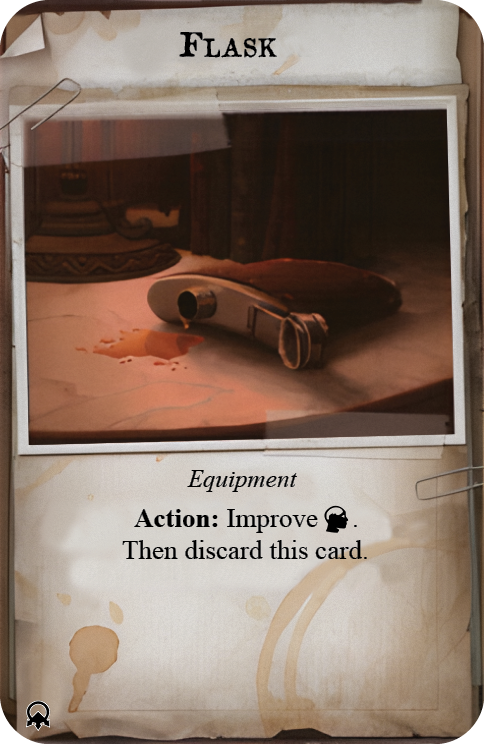 Flask
Equipment
Action: Improve .
Then discard this card.